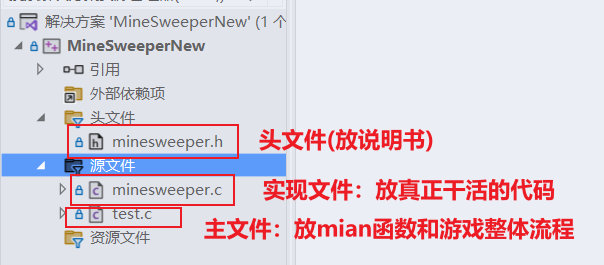 解决方案 'MineSweeperNew' (1 个
MineSweeperNew
引用
外部依赖项
头文件
minesweeper.h 头文件(放说明书)
源文件
minesweeper.c 实现文件：放真正干活的代码
test.c 主文件：放mian函数和游戏整体流程
资源文件